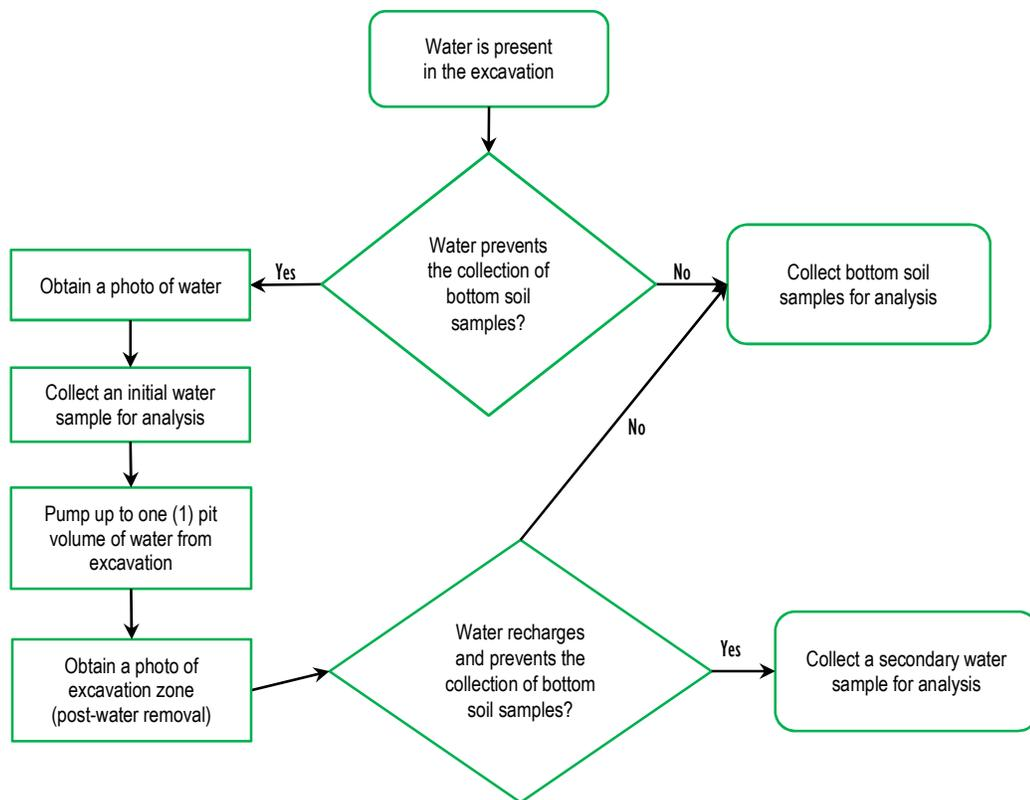 Water is present
in the excavation
Water prevents
the collection of
bottom soil
samples?
Yes
No
Obtain a photo of water
Collect bottom soil
samples for analysis
Collect an initial water
sample for analysis
Pump up to one (1) pit
volume of water from
excavation
Obtain a photo of
excavation zone
(post-water removal)
Water recharges
and prevents the
collection of bottom
soil samples?
No
Yes
Collect a secondary water
sample for analysis